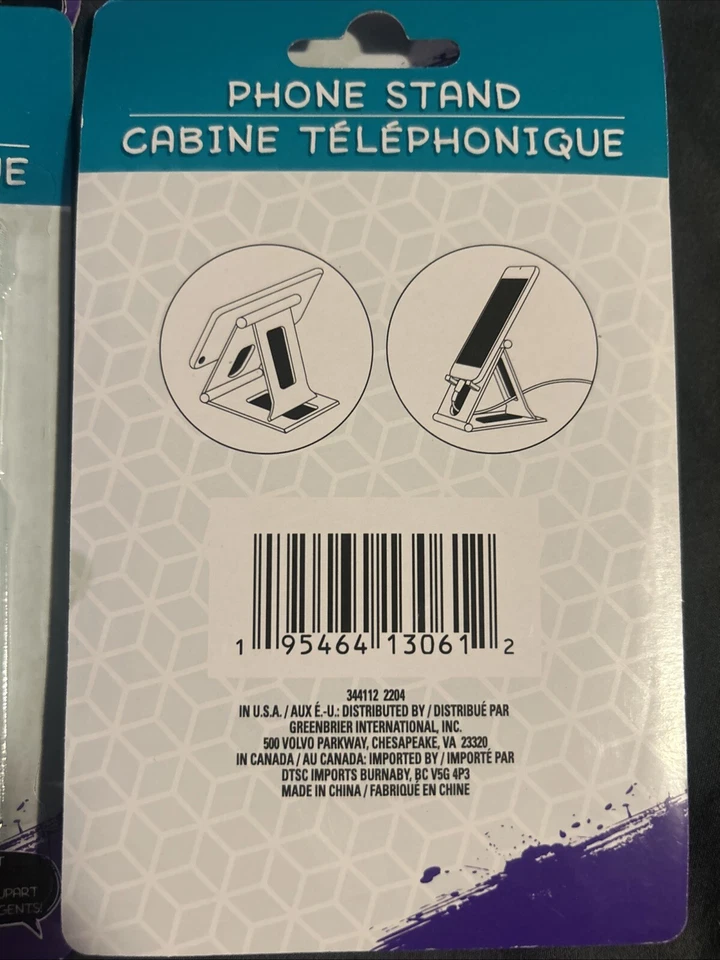 PHONE STAND
CABINE TÉLÉPHONIQUE
1 95464 13061 2
344112 2204
IN U.S.A. / AUX É.-U.: DISTRIBUTED BY / DISTRIBUÉ PAR
GREENBRIER INTERNATIONAL, INC.
500 VOLVO PARKWAY, CHESAPEAKE, VA 23320
IN CANADA / AU CANADA: IMPORTED BY / IMPORTÉ PAR
DTSC IMPORTS BURNABY, BC V5G 4P3
MADE IN CHINA / FABRIQUÉ EN CHINE